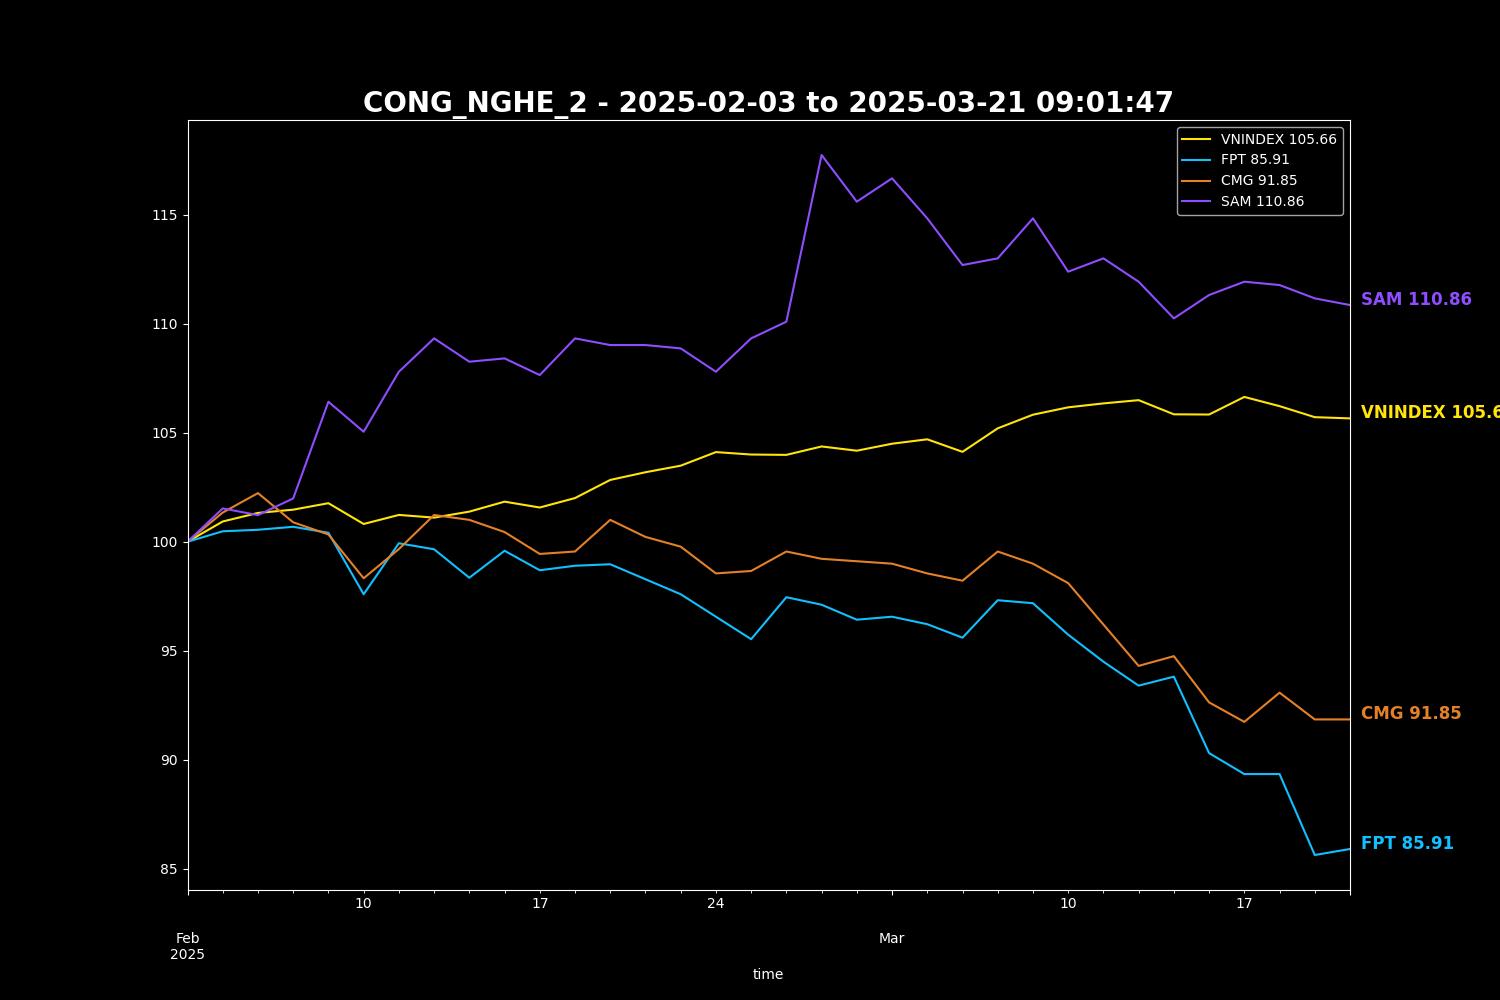 CONG_NGHE_2 - 2025-02-03 to 2025-03-21 09:01:47
VNINDEX 105.66
FPT 85.91
CMG 91.85
SAM 110.86
115
110
105
100
95
90
85
SAM 110.86
VNINDEX 105.6
CMG 91.85
FPT 85.91
10
17
24
10
17
Feb
2025
Mar
time